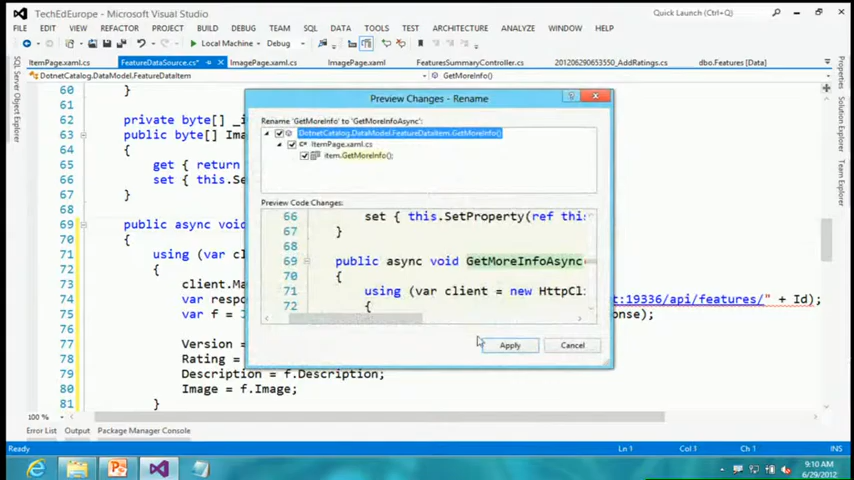 TechEdEurope - Microsoft Visual Studio
Quick Launch (Ctrl+Q)
FILE EDIT VIEW REFACTOR PROJECT BUILD DEBUG TEAM TOOLS TEST ARCHITECTURE ANALYZE WINDOW HELP
Local Machine Debug
ItemPage.xaml.cs FeatureDataSource.cs* ImagePage.xaml.cs ImagePage.xaml FeaturesSummaryController.cs 201206290653550_AddRatings.cs dbo.Features [Design]
DotnetCatalog.DataModel.FeatureDataItem GetMoreInfo()
SQL Server Object Explorer
Properties
Solution Explorer
Team Explorer
60 }
61
62 private byte[] _i
63 public byte[] Ima
64 {
65 get { return
66 set { this.Se
67 }
68
69 public async void
70 {
71 using (var cl
72 {
73 client.Ma
74 var respo t:19336/api/features/" + Id);
75 var f = I onse);
76
77 Version =
78 Rating =
79 Description = f.Description;
80 Image = f.Image;
81 }
Preview Changes - Rename
Rename 'GetMoreInfo' to 'GetMoreInfoAsync':
DotnetCatalog.DataModel.FeatureDataItem.GetMoreInfo()
ItemPage.xaml.cs
item.GetMoreInfo();
Preview Code Changes:
66 set { this.SetProperty(ref thi
67 }
68
69 public async void GetMoreInfoAsync
70 {
71 using (var client = new HttpCl
72 {
Apply Cancel
100 %
Error List Output Package Manager Console
Ready Ln 1 Col 1 Ch 1 INS
9:10 AM
6/29/2012